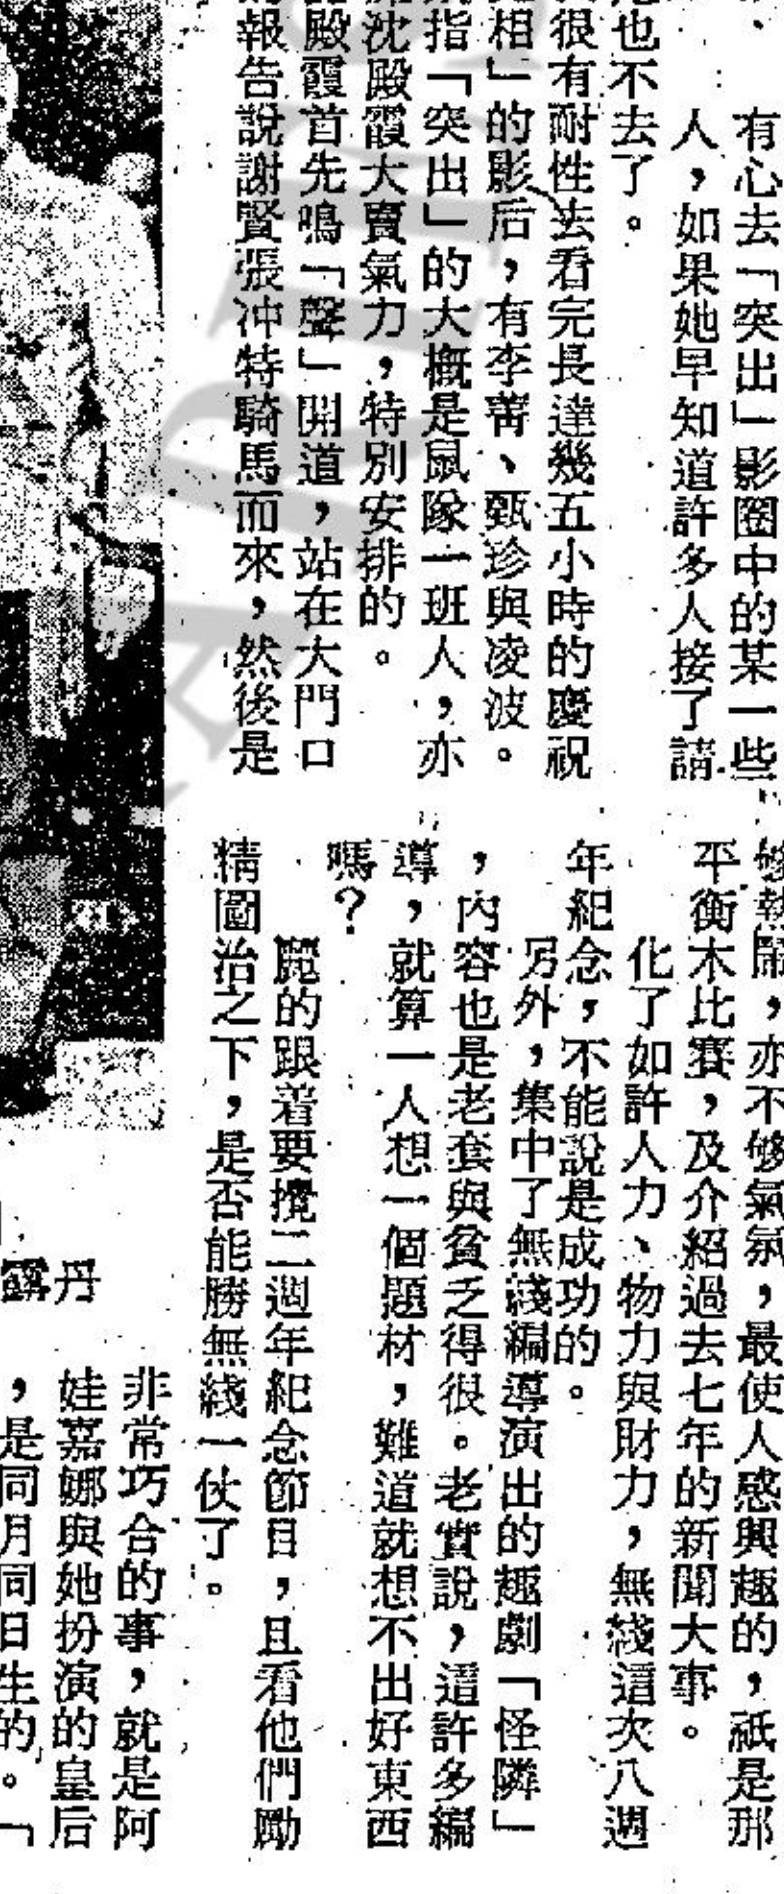 有心去「突出」影圈中的某一些
人，如果她早知道許多人接了請
也不去了。
很有耐性去看完長達幾五小時的慶祝
相」的影后，有李菁、甄珍與凌波。
指「突出」的大概是鼠隊一班人，亦
沈殿霞大賣氣力，特別安排的。
殿霞首先鳴「聲」開道，站在大門口
報告說謝賢張冲特騎馬而來，然後是
够熱鬧，亦不够氣氛，最使人感興趣的，祇是那
平衡木比賽，及介紹過去七年的新聞大事。
化了如許人力、物力與財力，無綫這次八週
年紀念，不能說是成功的。
另外，集中了無綫編導演出的趣劇「怪隣」
，內容也是老套與貧乏得很。老實說，這許多編
導，就算一人想一個題材，難道就想不出好東西
嗎？
麗的跟着要攪二週年紀念節目，且看他們勵
精圖治之下，是否能勝無綫一仗了。
露丹
非常巧合的事，就是阿
娃嘉娜與她扮演的皇后
，是同月同日生的。「